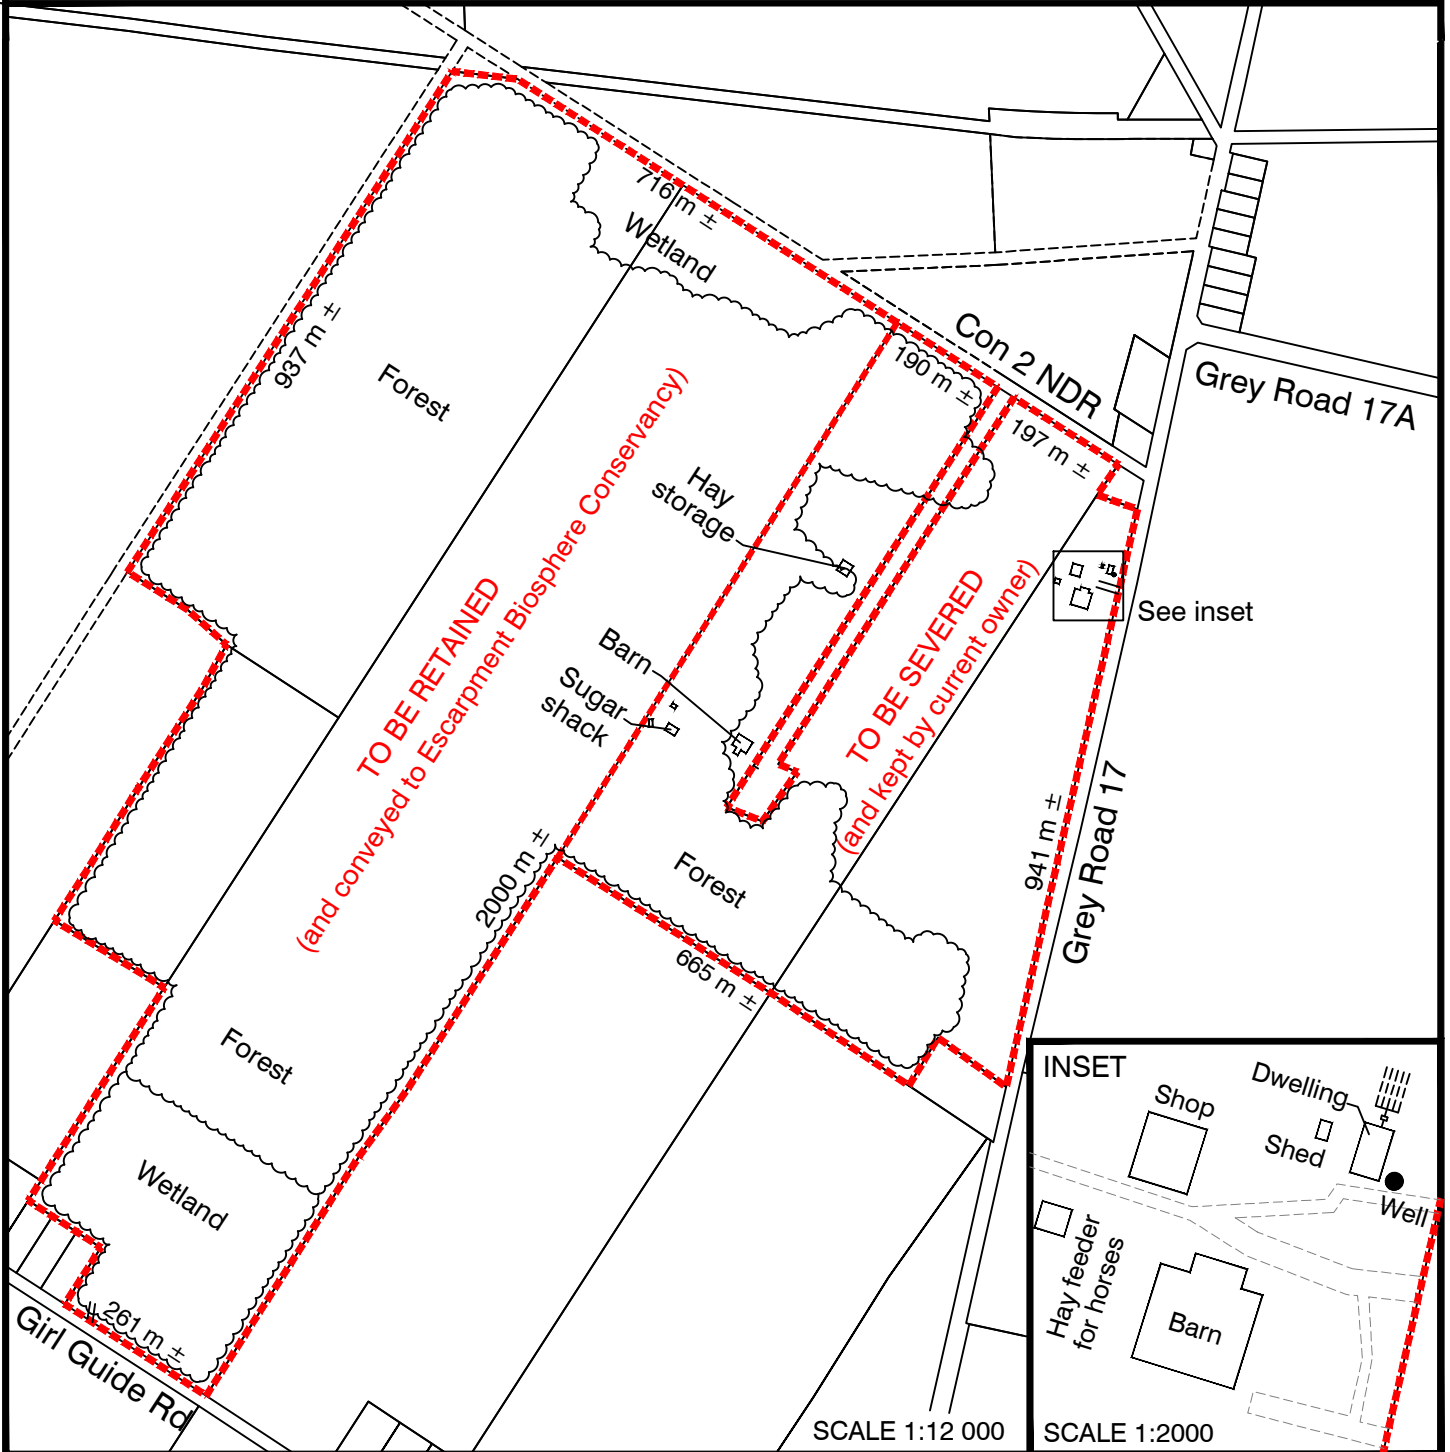 716 m ±
Wetland
937 m ±
Forest
Con 2 NDR
190 m ±
197 m ±
Grey Road 17A
Hay
storage
See inset
TO BE RETAINED
(and conveyed to Escarpment Biosphere Conservancy)
TO BE SEVERED
(and kept by current owner)
Barn
Sugar
shack
2000 m ±
Forest
941 m ±
Grey Road 17
665 m ±
Forest
Wetland
261 m ±
Girl Guide Rd
SCALE 1:12 000
INSET
Dwelling
Shop
Shed
Well
Hay feeder
for horses
Barn
SCALE 1:2000